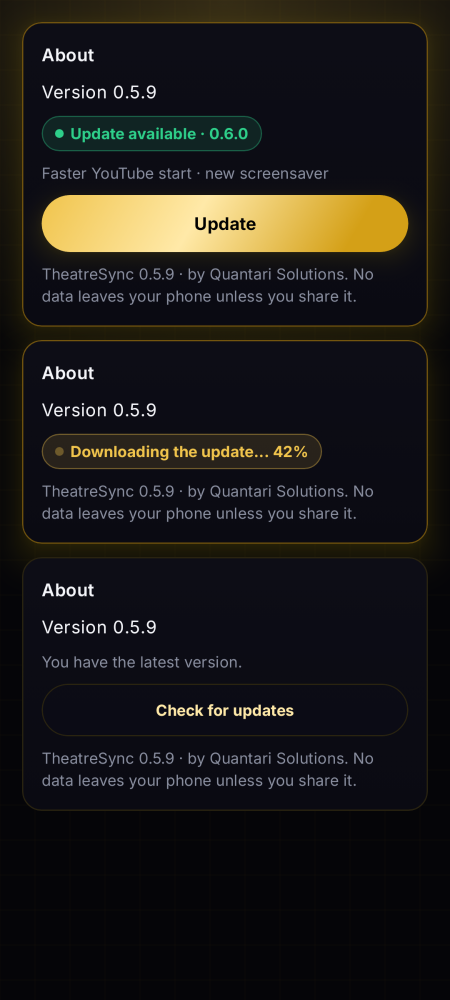 About
Version 0.5.9
Update available · 0.6.0
Faster YouTube start · new screensaver
Update
TheatreSync 0.5.9 · by Quantari Solutions. No
data leaves your phone unless you share it.
About
Version 0.5.9
Downloading the update... 42%
TheatreSync 0.5.9 · by Quantari Solutions. No
data leaves your phone unless you share it.
About
Version 0.5.9
You have the latest version.
Check for updates
TheatreSync 0.5.9 · by Quantari Solutions. No
data leaves your phone unless you share it.